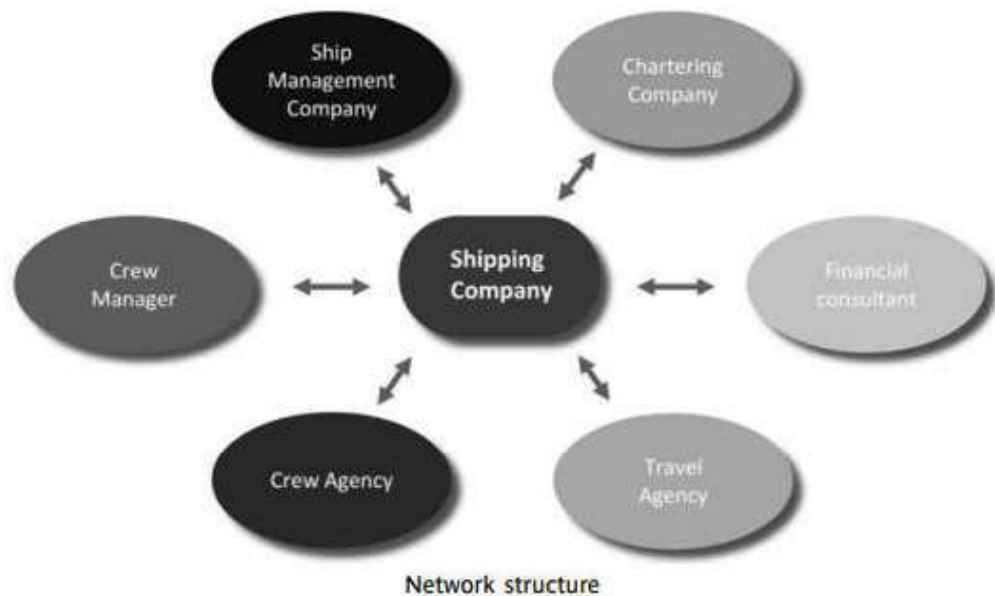 Ship
Management
Company
Chartering
Company
Crew
Manager
Shipping
Company
Financial
consultant
Crew Agency
Travel
Agency
Network structure